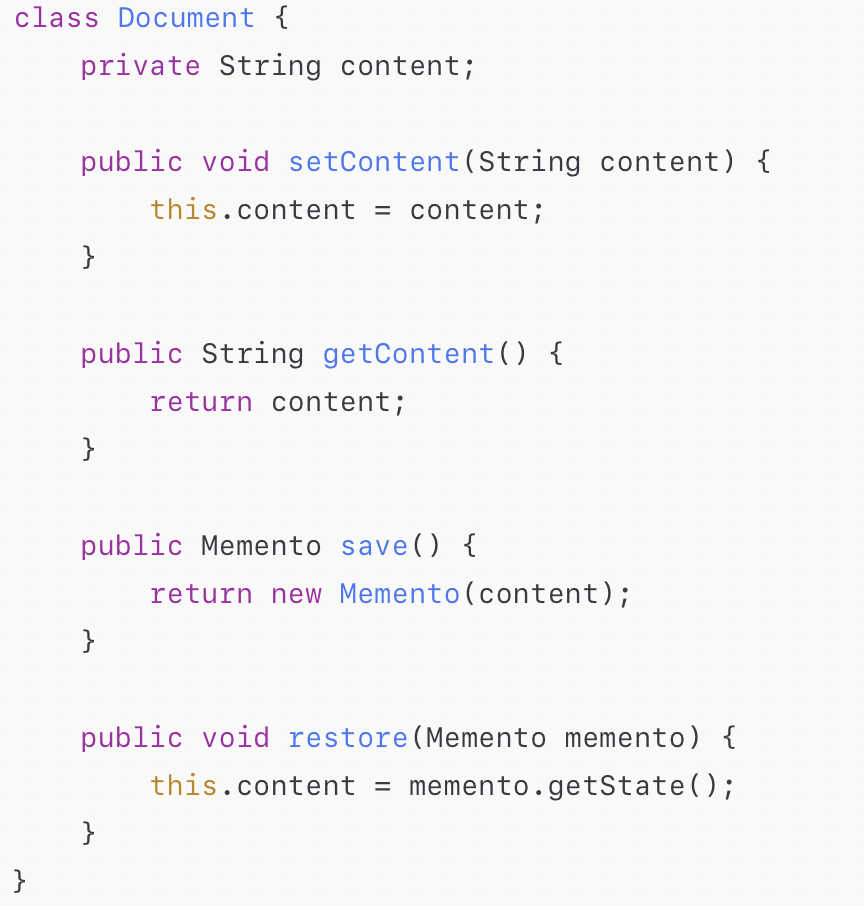 class Document {
    private String content;

    public void setContent(String content) {
        this.content = content;
    }

    public String getContent() {
        return content;
    }

    public Memento save() {
        return new Memento(content);
    }

    public void restore(Memento memento) {
        this.content = memento.getState();
    }
}